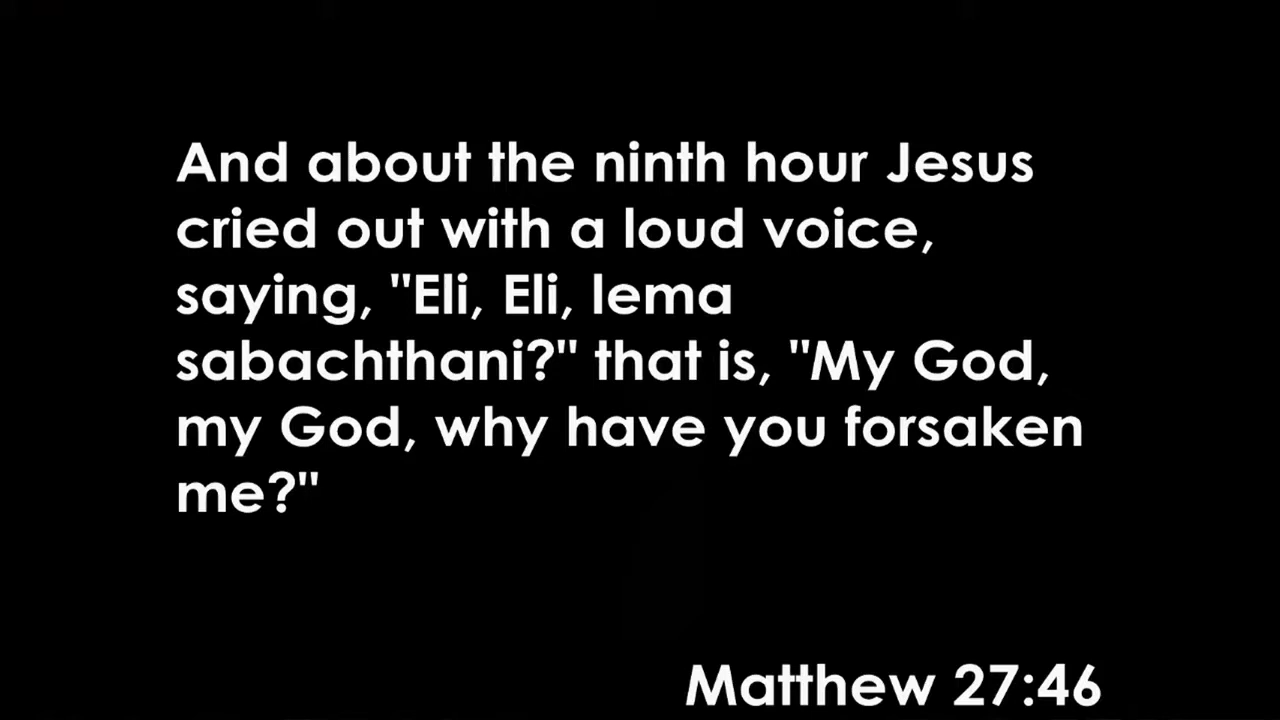 And about the ninth hour Jesus
cried out with a loud voice,
saying, "Eli, Eli, lema
sabachthani?" that is, "My God,
my God, why have you forsaken
me?"
Matthew 27:46